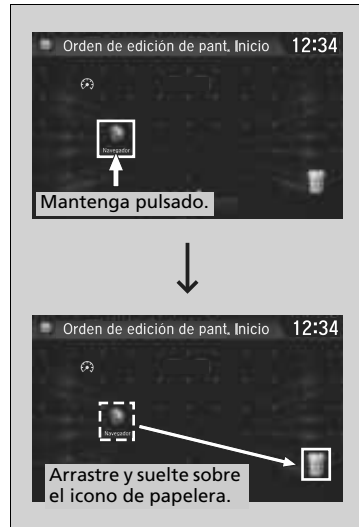 Orden de edición de pant. Inicio 12:34
Navegador
Mantenga pulsado.
Orden de edición de pant. Inicio 12:34
Navegador
Arrastre y suelte sobre
el icono de papelera.